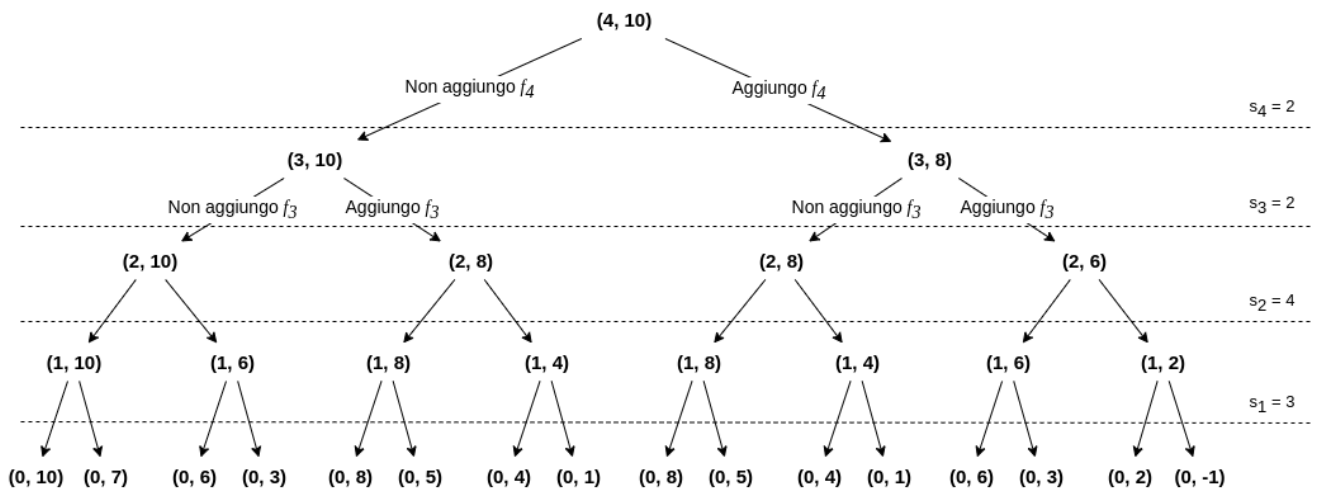 (4, 10)
Non aggiungo f4 Aggiungo f4
s4 = 2
(3, 10) (3, 8)
Non aggiungo f3 Aggiungo f3 Non aggiungo f3 Aggiungo f3
s3 = 2
(2, 10) (2, 8) (2, 8) (2, 6)
s2 = 4
(1, 10) (1, 6) (1, 8) (1, 4) (1, 8) (1, 4) (1, 6) (1, 2)
s1 = 3
(0, 10) (0, 7) (0, 6) (0, 3) (0, 8) (0, 5) (0, 4) (0, 1) (0, 8) (0, 5) (0, 4) (0, 1) (0, 6) (0, 3) (0, 2) (0, -1)